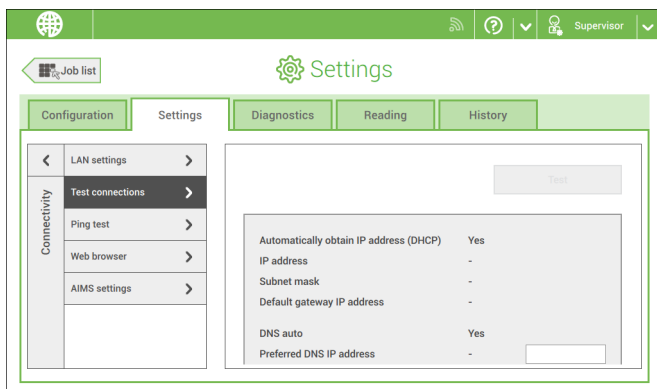 Supervisor
Job list
Settings
Configuration
Settings
Diagnostics
Reading
History
Connectivity
LAN settings
Test connections
Ping test
Web browser
AIMS settings
Test
Automatically obtain IP address (DHCP) Yes
IP address -
Subnet mask -
Default gateway IP address -
DNS auto Yes
Preferred DNS IP address -